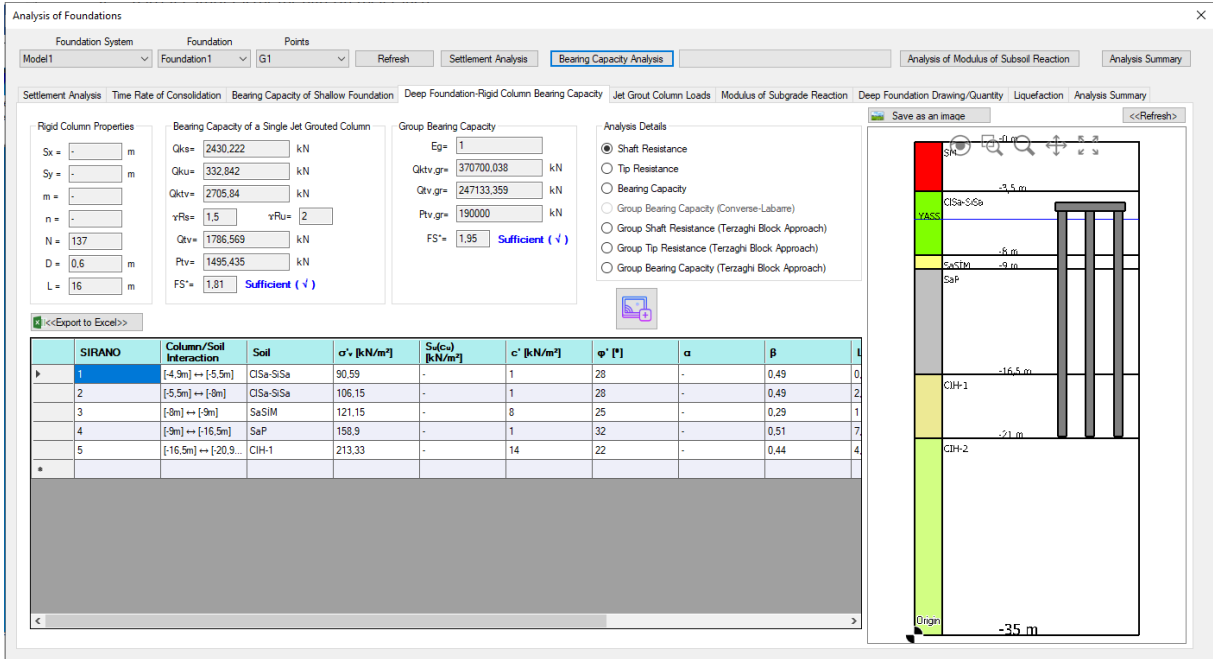 Analysis of Foundations
Foundation System Foundation Points
Model1 Foundation1 G1 Refresh Settlement Analysis Bearing Capacity Analysis Analysis of Modulus of Subsoil Reaction Analysis Summary
Settlement Analysis Time Rate of Consolidation Bearing Capacity of Shallow Foundation Deep Foundation-Rigid Column Bearing Capacity Jet Grout Column Loads Modulus of Subgrade Reaction Deep Foundation Drawing/Quantity Liquefaction Analysis Summary
Save as an image <<Refresh>
Rigid Column Properties
Sx = - m
Sy = - m
m = -
n = -
N = 137
D = 0,6 m
L = 16 m
Bearing Capacity of a Single Jet Grouted Column
Qks= 2430,222 kN
Qku= 332,842 kN
Qktv= 2705,84 kN
γRs= 1,5 γRu= 2
Qtv= 1786,569 kN
Ptv= 1495,435 kN
FS*= 1,81 Sufficient ( √ )
Group Bearing Capacity
Eg= 1
Qktv,gr= 370700,038 kN
Qtv,gr= 247133,359 kN
Ptv,gr= 190000 kN
FS*= 1,95 Sufficient ( √ )
Analysis Details
Shaft Resistance
Tip Resistance
Bearing Capacity
Group Bearing Capacity (Converse-Labarre)
Group Shaft Resistance (Terzaghi Block Approach)
Group Tip Resistance (Terzaghi Block Approach)
Group Bearing Capacity (Terzaghi Block Approach)
<<Export to Excel>>
SIRANO Column/Soil Interaction Soil σ'ᵥ [kN/m²] Sᵤ(cᵤ) [kN/m²] c' [kN/m²] φ' [°] α β
1 [-4,9m] ↔ [-5,5m] ClSa-SiSa 90,59 - 1 28 - 0,49 0,
2 [-5,5m] ↔ [-8m] ClSa-SiSa 106,15 - 1 28 - 0,49 2,
3 [-8m] ↔ [-9m] SaSİM 121,15 - 8 25 - 0,29 1
4 [-9m] ↔ [-16,5m] SaP 158,9 - 1 32 - 0,51 7,
5 [-16,5m] ↔ [-20,9... CIH-1 213,33 - 14 22 - 0,44 4,
-0 m
SM
-3,5 m
ClSa-SiSa
YASS
-8 m
SaSİM -9 m
SaP
-16,5 m
CIH-1
-21 m
CIH-2
Origin
-35 m